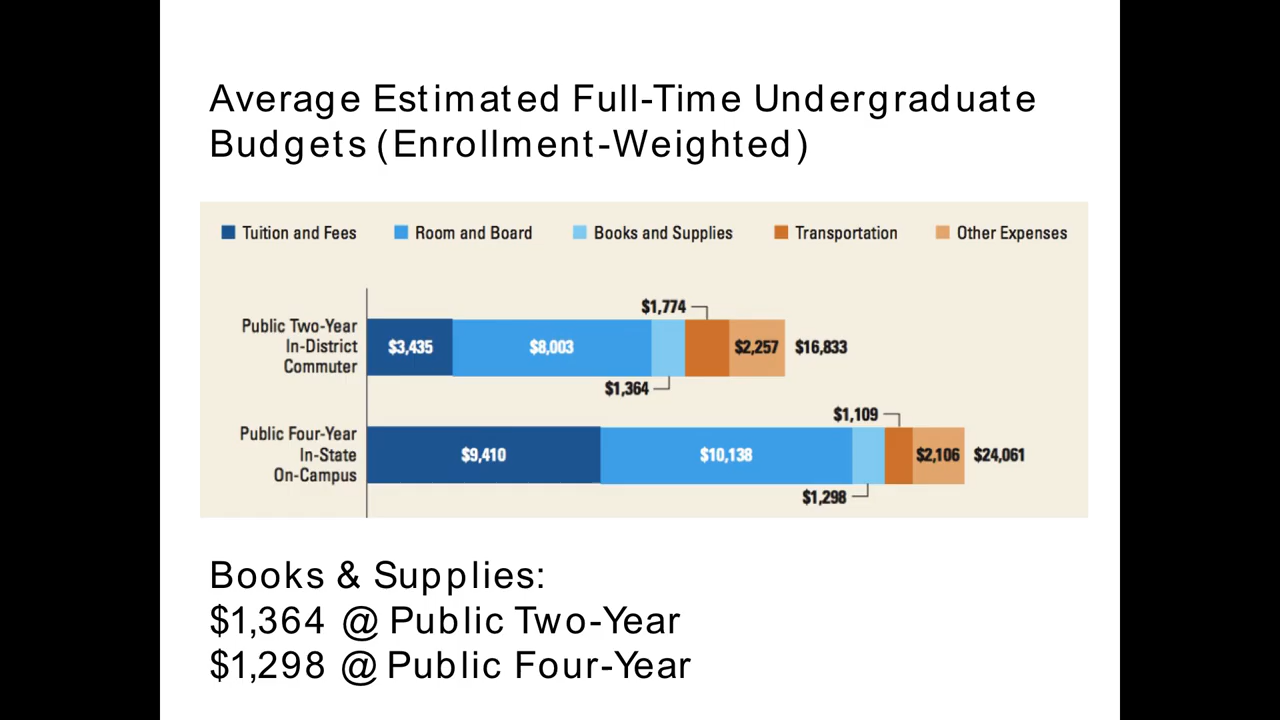 Average Estimated Full-Time Undergraduate
Budgets (Enrollment-Weighted)
Tuition and Fees
Room and Board
Books and Supplies
Transportation
Other Expenses
Public Two-Year
In-District
Commuter
$3,435
$8,003
$1,364
$1,774
$2,257
$16,833
Public Four-Year
In-State
On-Campus
$9,410
$10,138
$1,298
$1,109
$2,106
$24,061
Books & Supplies:
$1,364 @ Public Two-Year
$1,298 @ Public Four-Year